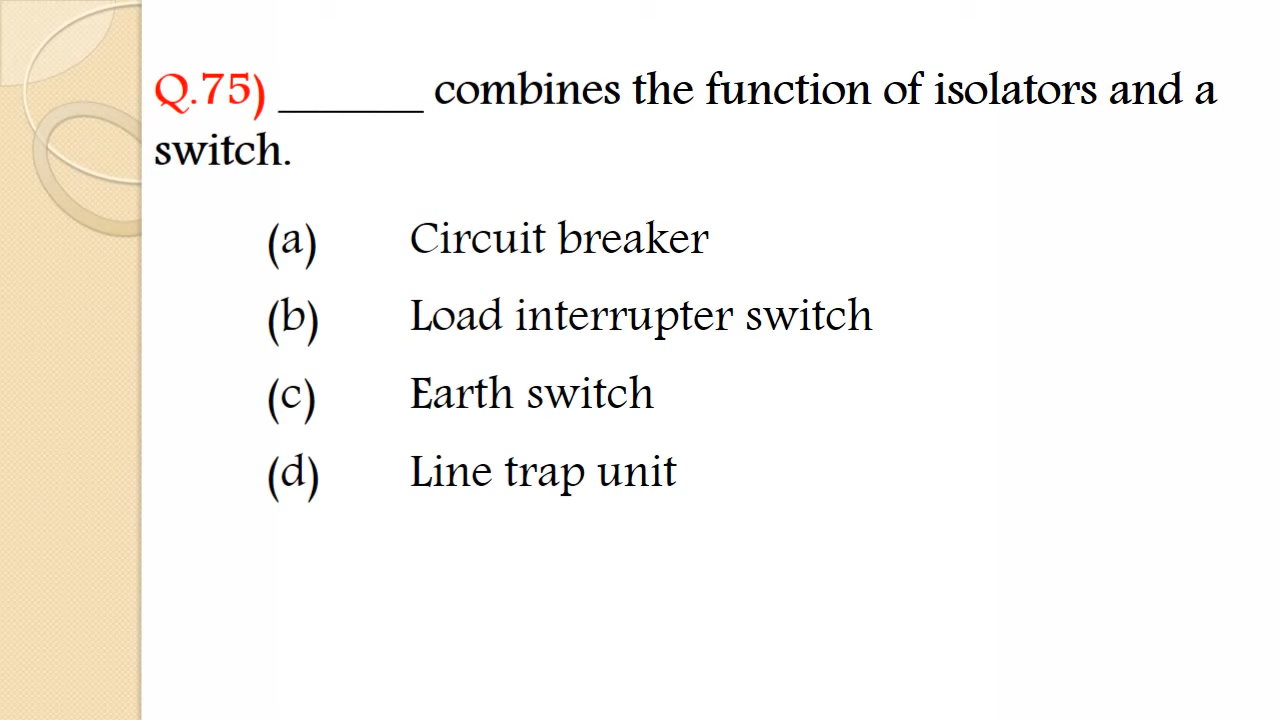 Q.75) _______ combines the function of isolators and a
switch.
(a) Circuit breaker
(b) Load interrupter switch
(c) Earth switch
(d) Line trap unit